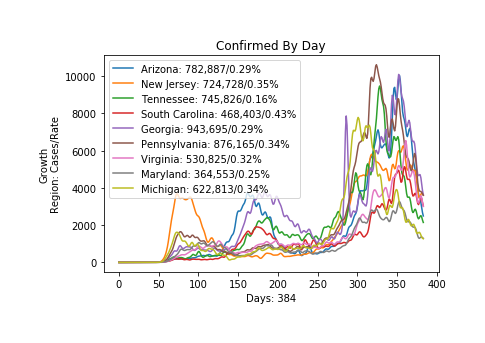 Confirmed By Day
Growth
Region: Cases/Rate
10000
8000
6000
4000
2000
0
Arizona: 782,887/0.29%
New Jersey: 724,728/0.35%
Tennessee: 745,826/0.16%
South Carolina: 468,403/0.43%
Georgia: 943,695/0.29%
Pennsylvania: 876,165/0.34%
Virginia: 530,825/0.32%
Maryland: 364,553/0.25%
Michigan: 622,813/0.34%
0 50 100 150 200 250 300 350 400
Days: 384